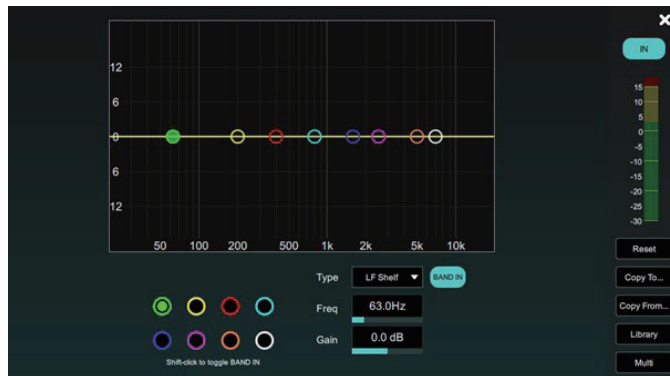 ×
IN
12
6
0
6
12
50 100 200 500 1k 2k 5k 10k
15
10
5
0
-5
-10
-15
-20
-25
-30
Type LF Shelf BAND IN
Freq 63.0Hz
Gain 0.0 dB
Shift-click to toggle BAND IN
Reset
Copy To...
Copy From...
Library
Multi